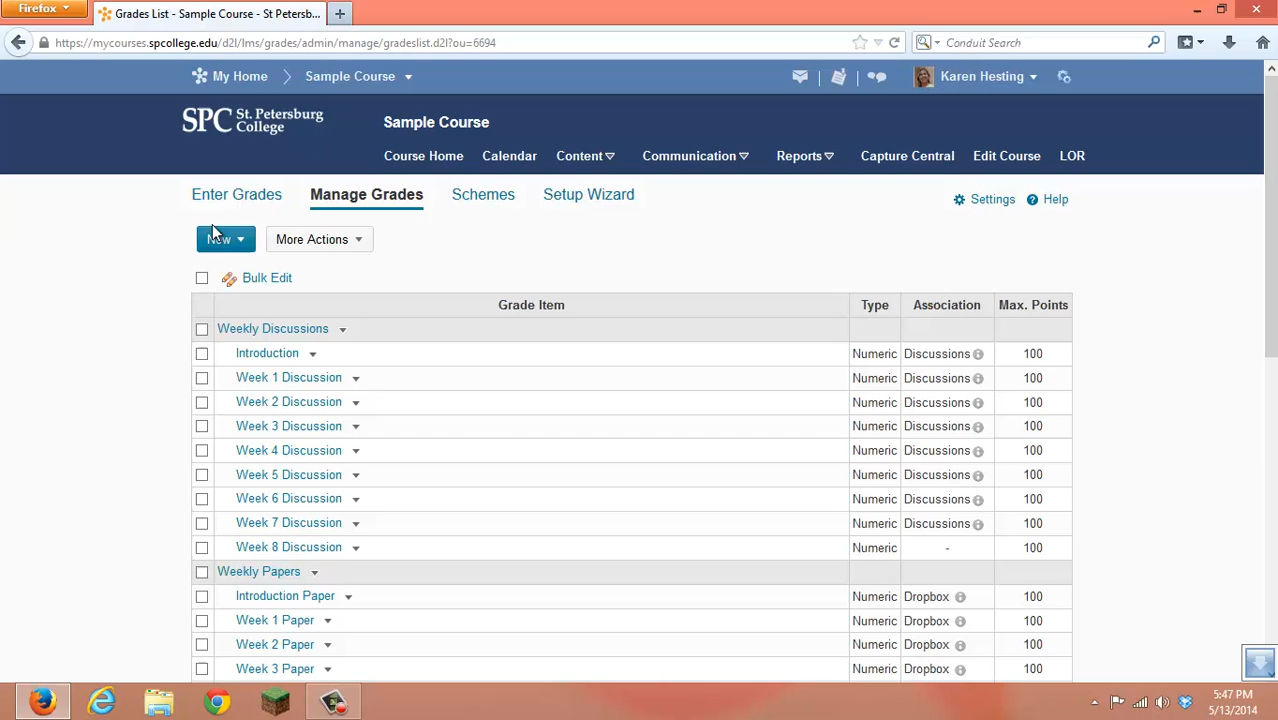 Firefox
Grades List - Sample Course - St Petersb...
https://mycourses.spcollege.edu/d2l/lms/grades/admin/manage/gradeslist.d2l?ou=6694
Conduit Searching
My Home
Sample Course
Karen Hesting
SPC St. Petersburg College
Sample Course
Course Home Calendar Content Communication Reports Capture Central Edit Course LOR
Enter Grades Manage Grades Schemes Setup Wizard
Settings Help
New More Actions
Bulk Edit
Grade Item Type Association Max. Points
Weekly Discussions
Introduction Numeric Discussions 100
Week 1 Discussion Numeric Discussions 100
Week 2 Discussion Numeric Discussions 100
Week 3 Discussion Numeric Discussions 100
Week 4 Discussion Numeric Discussions 100
Week 5 Discussion Numeric Discussions 100
Week 6 Discussion Numeric Discussions 100
Week 7 Discussion Numeric Discussions 100
Week 8 Discussion Numeric - 100
Weekly Papers
Introduction Paper Numeric Dropbox 100
Week 1 Paper Numeric Dropbox 100
Week 2 Paper Numeric Dropbox 100
Week 3 Paper Numeric Dropbox 100
5:47 PM
5/13/2014